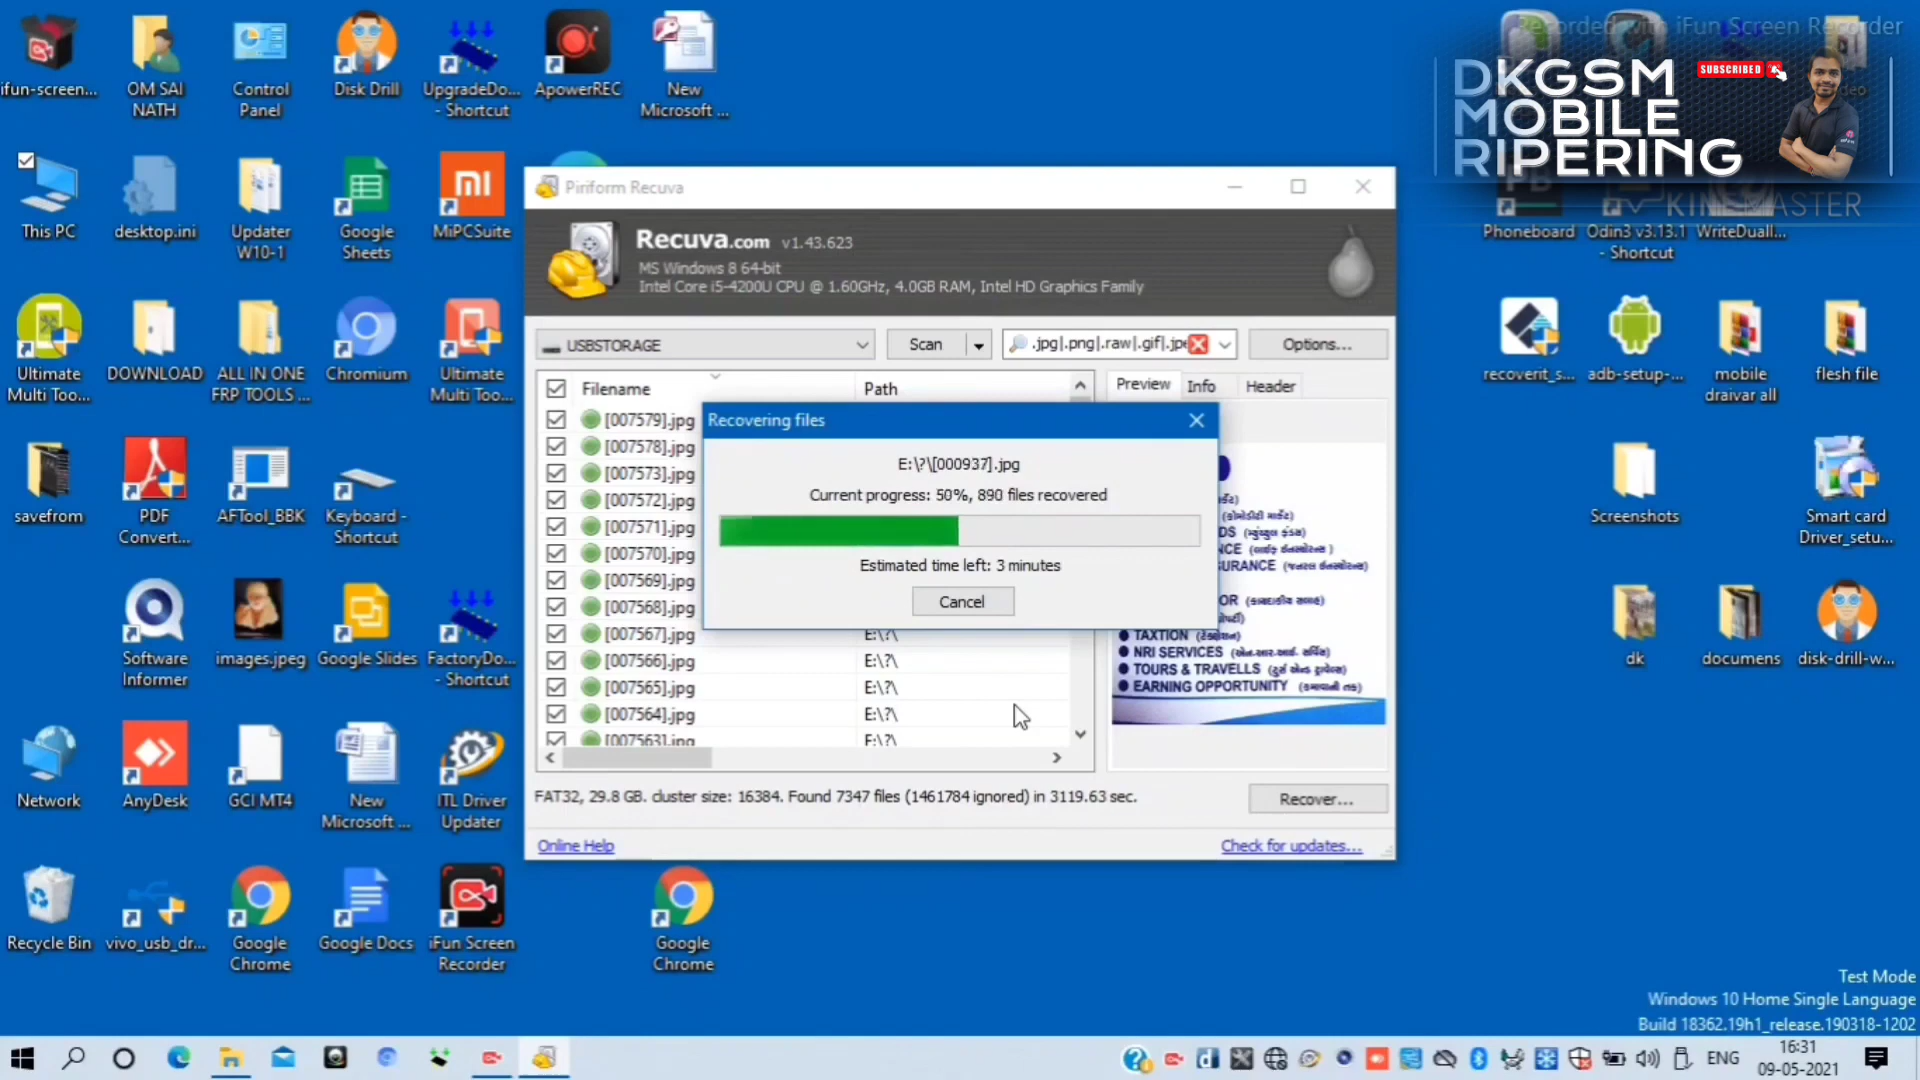 ifun-screen...
OM SAI
NATH
Control
Panel
Disk Drill
UpgradeDo...
- Shortcut
ApowerREC
New
Microsoft ...
Recorded with iFun Screen Recorder
DKGSM
MOBILE
RIPERING
SUBSCRIBED
KINEMASTER
This PC
desktop.ini
Updater
W10-1
Google
Sheets
MiPCSuite
Phoneboard
Odin3 v3.13.1
- Shortcut
WriteDuall...
Ultimate
Multi Too...
DOWNLOAD
ALL IN ONE
FRP TOOLS ...
Chromium
Ultimate
Multi Too...
recoverit_s...
adb-setup-...
mobile
draivar all
flesh file
savefrom
PDF
Convert...
AFTool_BBK
Keyboard -
Shortcut
Screenshots
Smart card
Driver_setu...
Software
Informer
images.jpeg
Google Slides
FactoryDo...
- Shortcut
dk
documens
disk-drill-w...
Network
AnyDesk
GCI MT4
New
Microsoft ...
ITL Driver
Updater
Recycle Bin
vivo_usb_dr...
Google
Chrome
Google Docs
iFun Screen
Recorder
Google
Chrome
Piriform Recuva
Recuva.com v1.43.623
MS Windows 8 64-bit
Intel Core i5-4200U CPU @ 1.60GHz, 4.0GB RAM, Intel HD Graphics Family
USBSTORAGE
Scan
.jpg|.png|.raw|.gif|.jpe
Options...
Filename Path
Preview Info Header
[007579].jpg
[007578].jpg
[007573].jpg
[007572].jpg
[007571].jpg
[007570].jpg
[007569].jpg
[007568].jpg
[007567].jpg E:\?\
[007566].jpg E:\?\
[007565].jpg E:\?\
[007564].jpg E:\?\
[007563].jpg E:\?\
Recovering files
E:\?\[000937].jpg
Current progress: 50%, 890 files recovered
Estimated time left: 3 minutes
Cancel
TAXTION
NRI SERVICES
TOURS & TRAVELLS
EARNING OPPORTUNITY
FAT32, 29.8 GB. cluster size: 16384. Found 7347 files (1461784 ignored) in 3119.63 sec.
Recover...
Online Help
Check for updates...
Test Mode
Windows 10 Home Single Language
Build 18362.19h1_release.190318-1202
ENG
16:31
09-05-2021